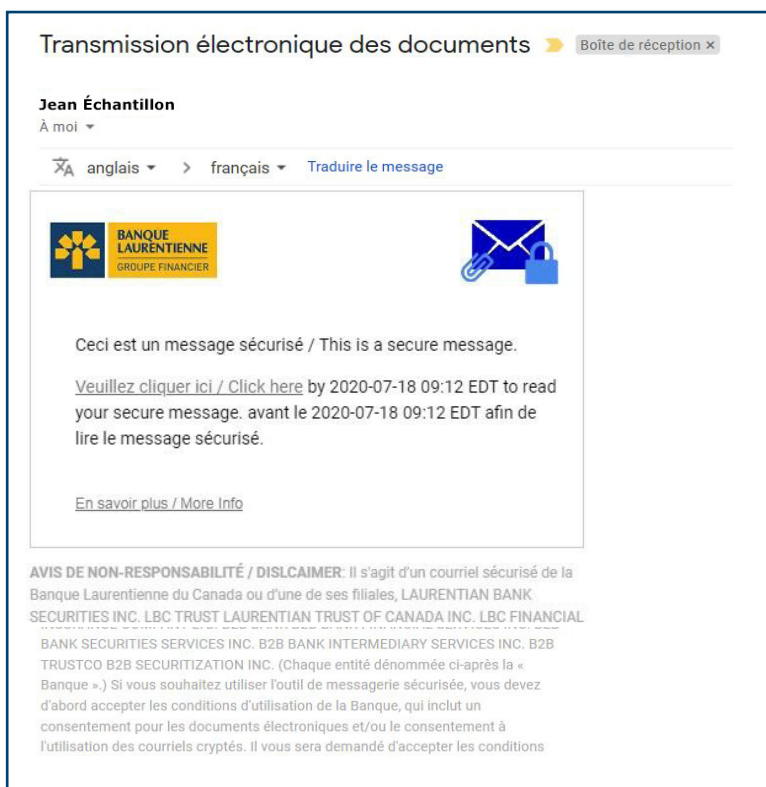 Transmission électronique des documents Boîte de réception ×
Jean Échantillon
À moi
anglais > français Traduire le message
BANQUE
LAURENTIENNE
GROUPE FINANCIER
Ceci est un message sécurisé / This is a secure message.
Veuillez cliquer ici / Click here by 2020-07-18 09:12 EDT to read
your secure message. avant le 2020-07-18 09:12 EDT afin de
lire le message sécurisé.
En savoir plus / More Info
AVIS DE NON-RESPONSABILITÉ / DISLCAIMER: Il s'agit d'un courriel sécurisé de la
Banque Laurentienne du Canada ou d'une de ses filiales, LAURENTIAN BANK
SECURITIES INC. LBC TRUST LAURENTIAN TRUST OF CANADA INC. LBC FINANCIAL
BANK SECURITIES SERVICES INC. B2B BANK INTERMEDIARY SERVICES INC. B2B
TRUSTCO B2B SECURITIZATION INC. (Chaque entité dénommée ci-après la «
Banque ».) Si vous souhaitez utiliser l'outil de messagerie sécurisée, vous devez
d'abord accepter les conditions d'utilisation de la Banque, qui inclut un
consentement pour les documents électroniques et/ou le consentement à
l'utilisation des courriels cryptés. Il vous sera demandé d'accepter les conditions